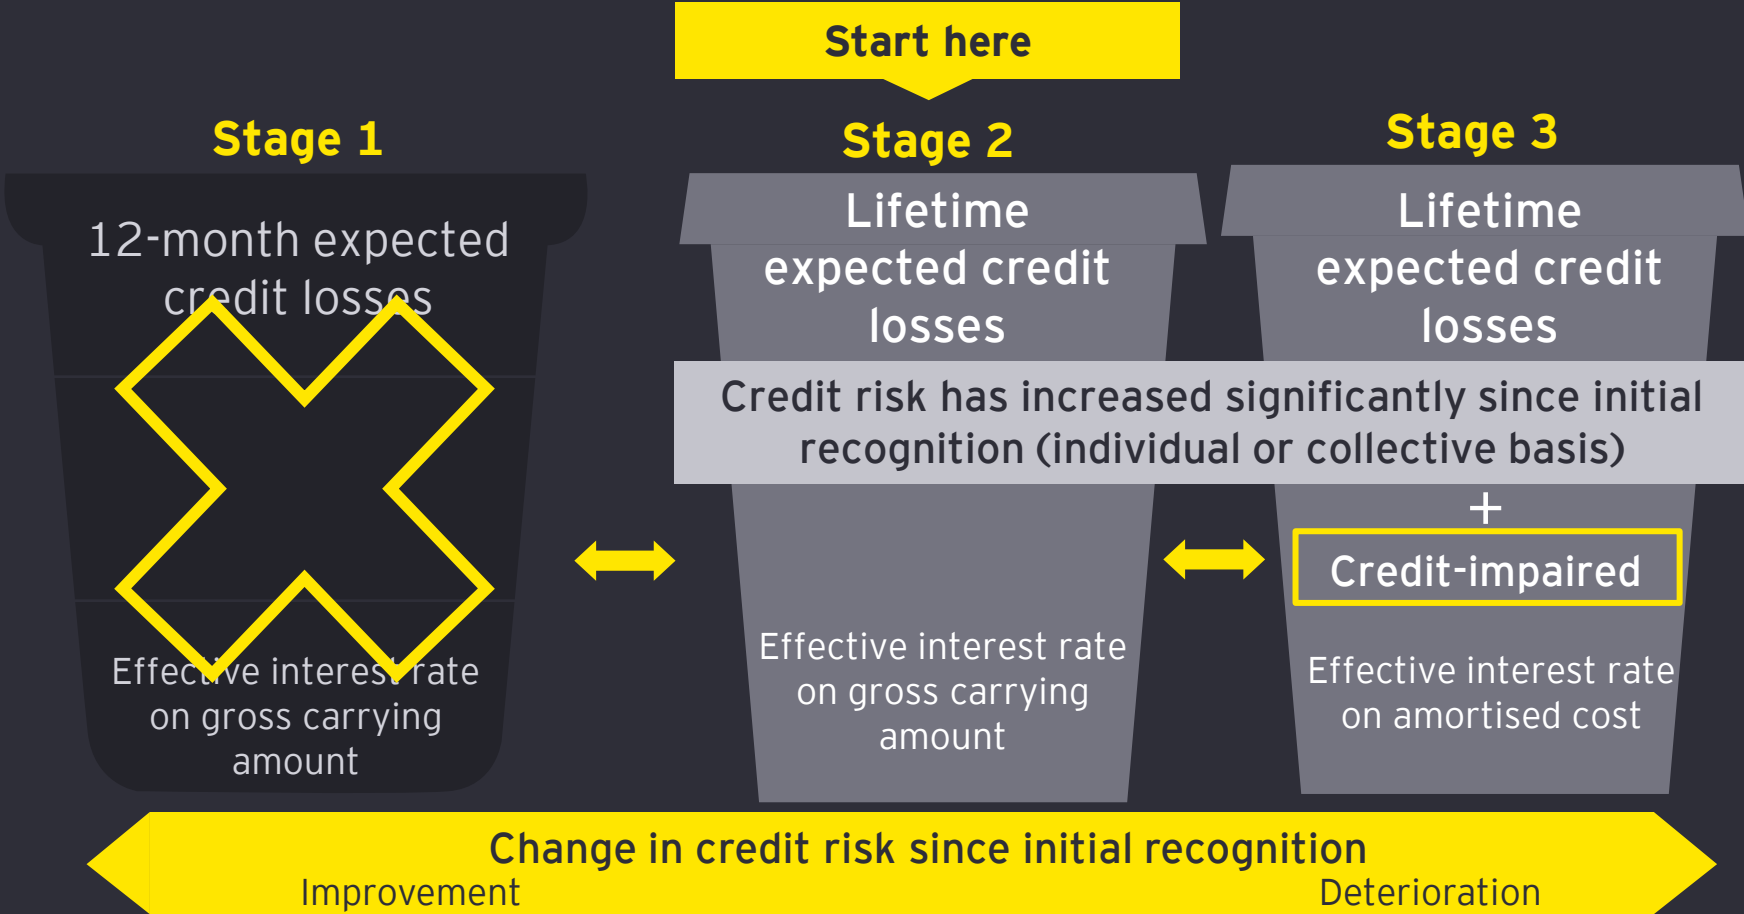 Start here
Stage 1
12-month expected
credit losses
Effective interest rate
on gross carrying
amount
Stage 2
Lifetime
expected credit
losses
Stage 3
Lifetime
expected credit
losses
Credit risk has increased significantly since initial
recognition (individual or collective basis)
Effective interest rate
on gross carrying
amount
+
Credit-impaired
Effective interest rate
on amortised cost
Change in credit risk since initial recognition
Improvement
Deterioration